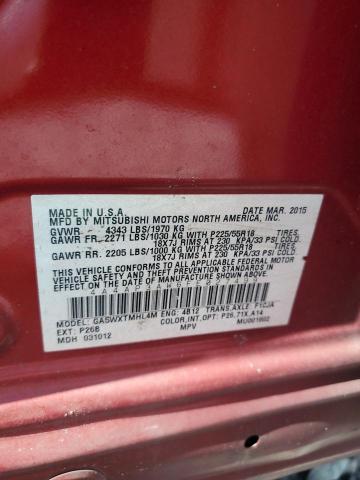 MADE IN U.S.A. DATE MAR. 2015
MFD BY MITSUBISHI MOTORS NORTH AMERICA, INC.
GVWR 4343 LBS/1970 KG
GAWR FR. 2271 LBS/1030 KG WITH P225/55R18 TIRES,
18X7J RIMS AT 230 KPA/33 PSI COLD.
GAWR RR. 2205 LBS/1000 KG WITH P225/55R18 TIRES,
18X7J RIMS AT 230 KPA/33 PSI COLD.
THIS VEHICLE CONFORMS TO ALL APPLICABLE FEDERAL MOTOR
VEHICLE SAFETY AND THEFT PREVENTION STANDARDS
IN EFFECT ON THE DATE OF MANUFACTURE SHOWN ABOVE.
MODEL: GA5WXTMHL4M ENG: 4B12 TRANS,AXLE F1CJA
EXT: P26B COLOR,INT,OPT: P26,71X,A14
MDH 031012 MU001602